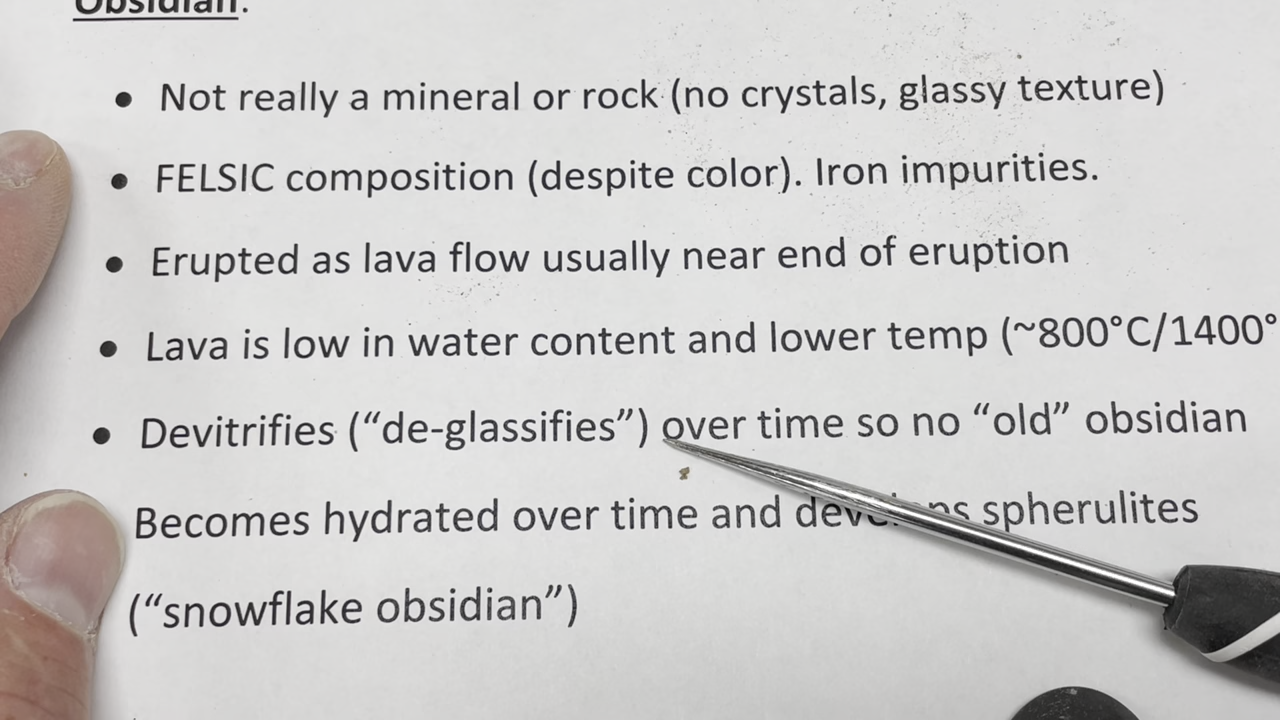 Obsidian:
• Not really a mineral or rock (no crystals, glassy texture)
• FELSIC composition (despite color). Iron impurities.
• Erupted as lava flow usually near end of eruption
• Lava is low in water content and lower temp (~800°C/1400°
• Devitrifies (“de-glassifies”) over time so no “old” obsidian
Becomes hydrated over time and develops spherulites
(“snowflake obsidian”)